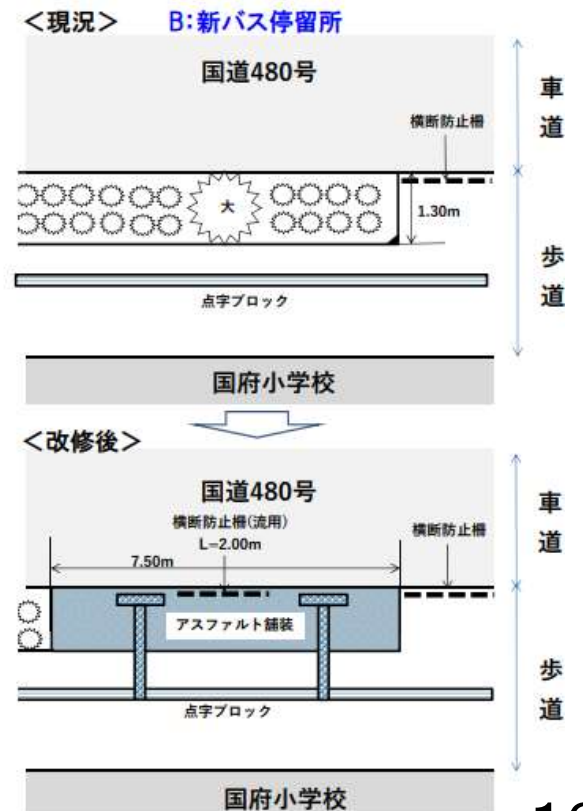 <現況> B:新バス停留所
国道480号
車道
横断防止柵
大
1.30m
歩道
点字ブロック
国府小学校
<改修後>
国道480号
車道
横断防止柵(流用)
L=2.00m
横断防止柵
7.50m
アスファルト舗装
歩道
点字ブロック
国府小学校